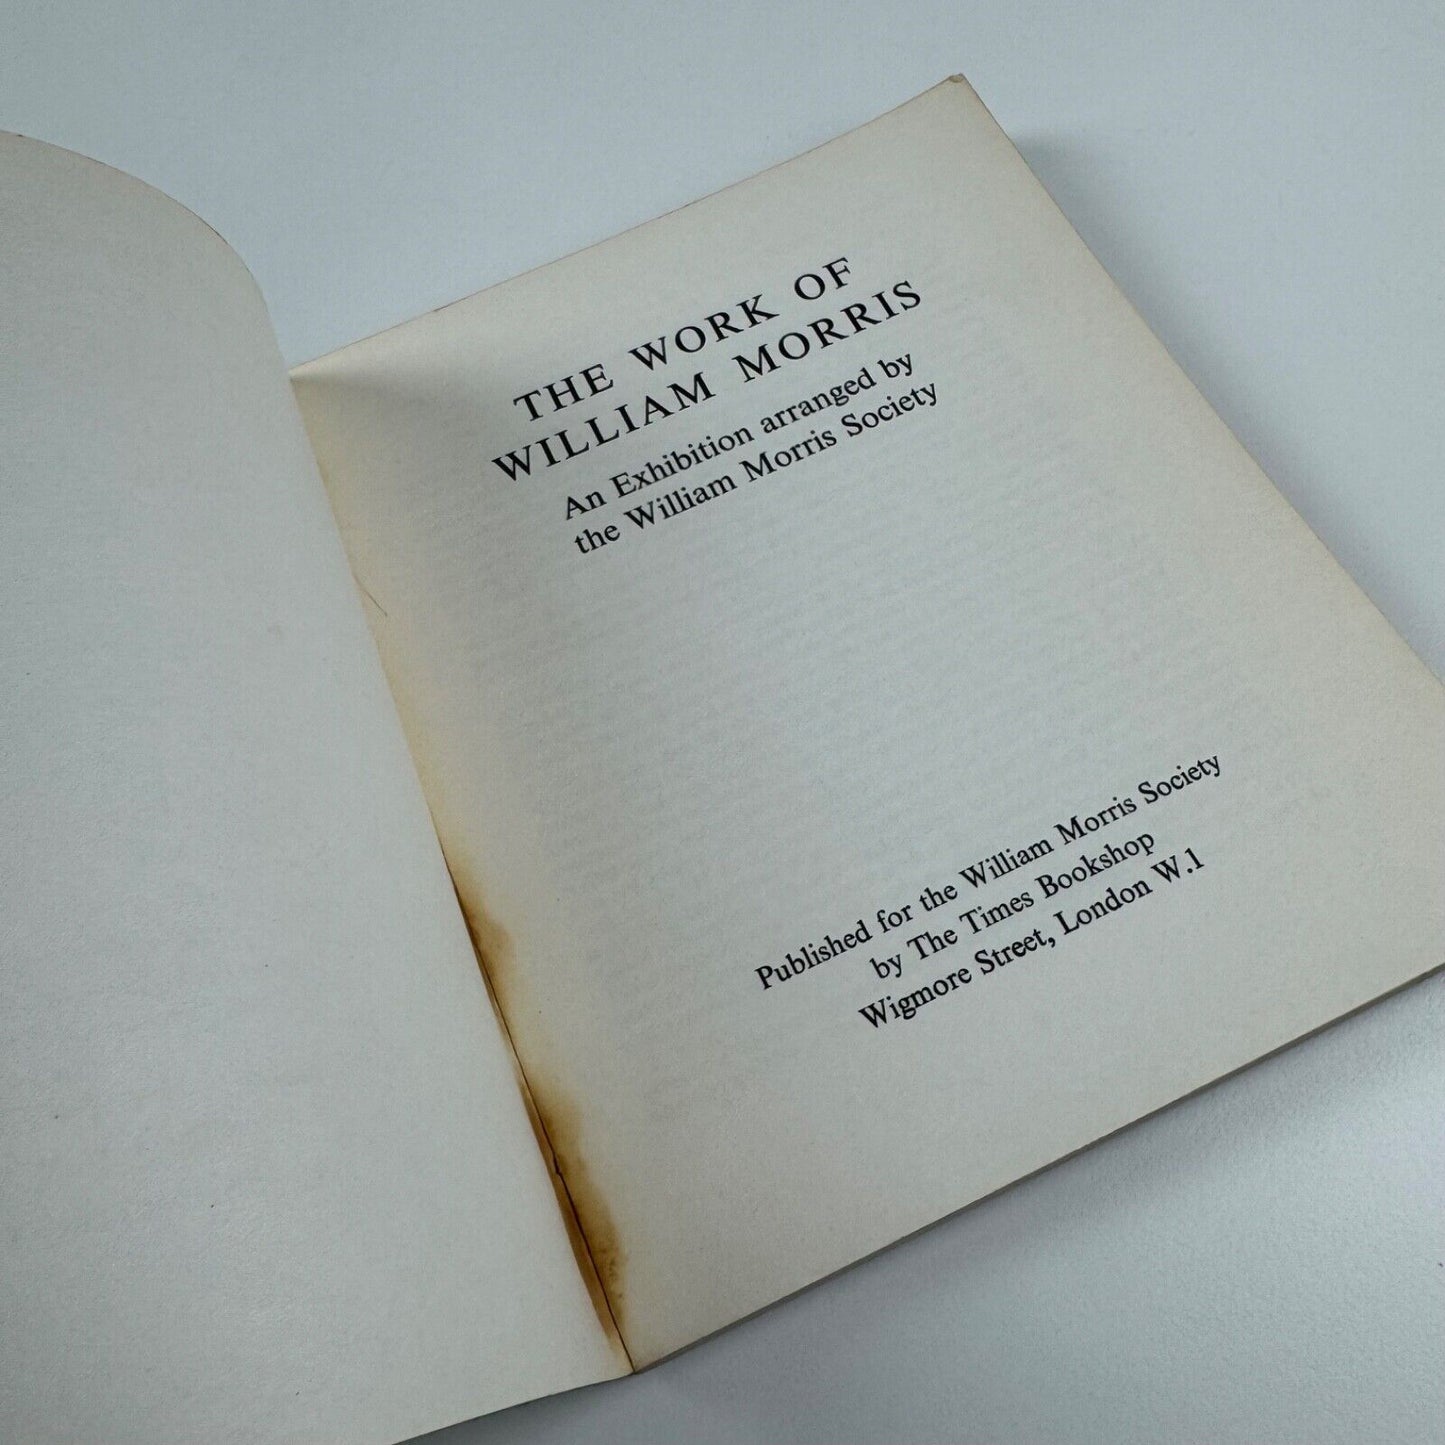 THE WORK OF
WILLIAM MORRIS
An Exhibition arranged by
the William Morris Society
Published for the William Morris Society
by The Times Bookshop
Wigmore Street, London W.1